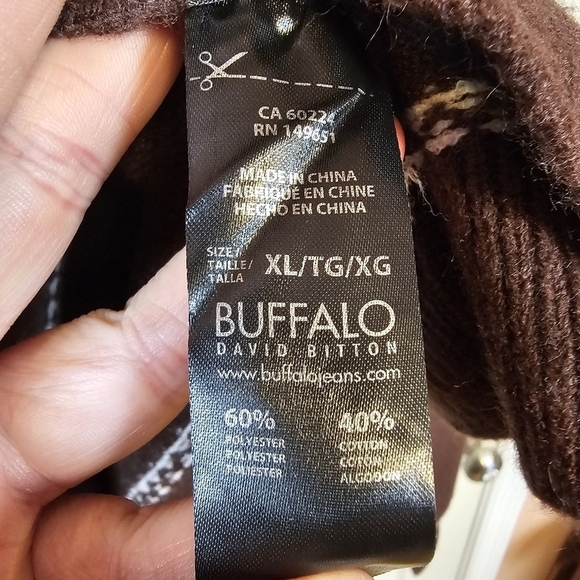 CA 60224
RN 149651
MADE IN CHINA
FABRIQUÉ EN CHINE
HECHO EN CHINA
SIZE/
TAILLE/
TALLA
XL/TG/XG
BUFFALO
DAVID BITTON
www.buffalojeans.com
60%
POLYESTER
POLYESTER
POLIESTER
40%
COTTON
COTTON
ALGODON